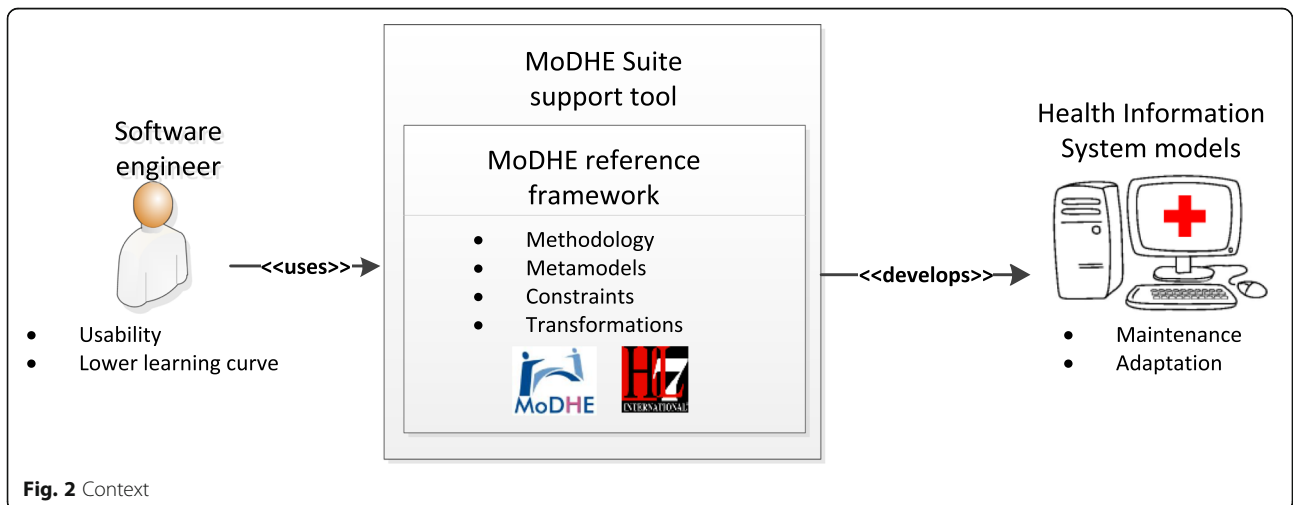 Software
engineer
<<uses>>
• Usability
• Lower learning curve
MoDHE Suite
support tool
MoDHE reference
framework
• Methodology
• Metamodels
• Constraints
• Transformations
MoDHE
HL7
INTERNATIONAL
<<develops>>
Health Information
System models
• Maintenance
• Adaptation
Fig. 2 Context